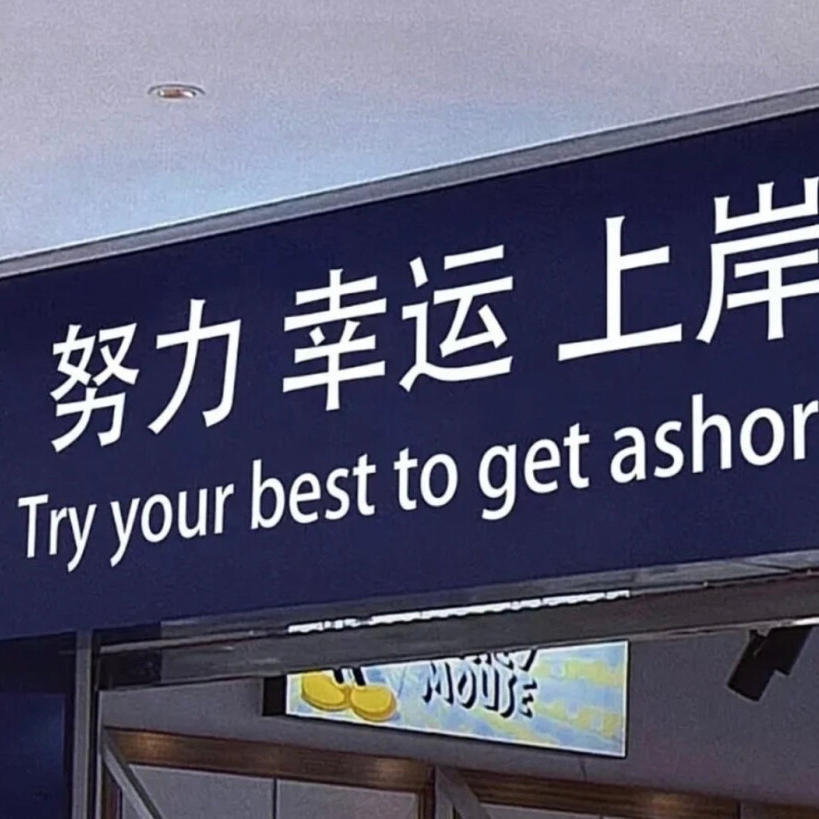 努力 幸运 上岸
Try your best to get ashor
MOUSE